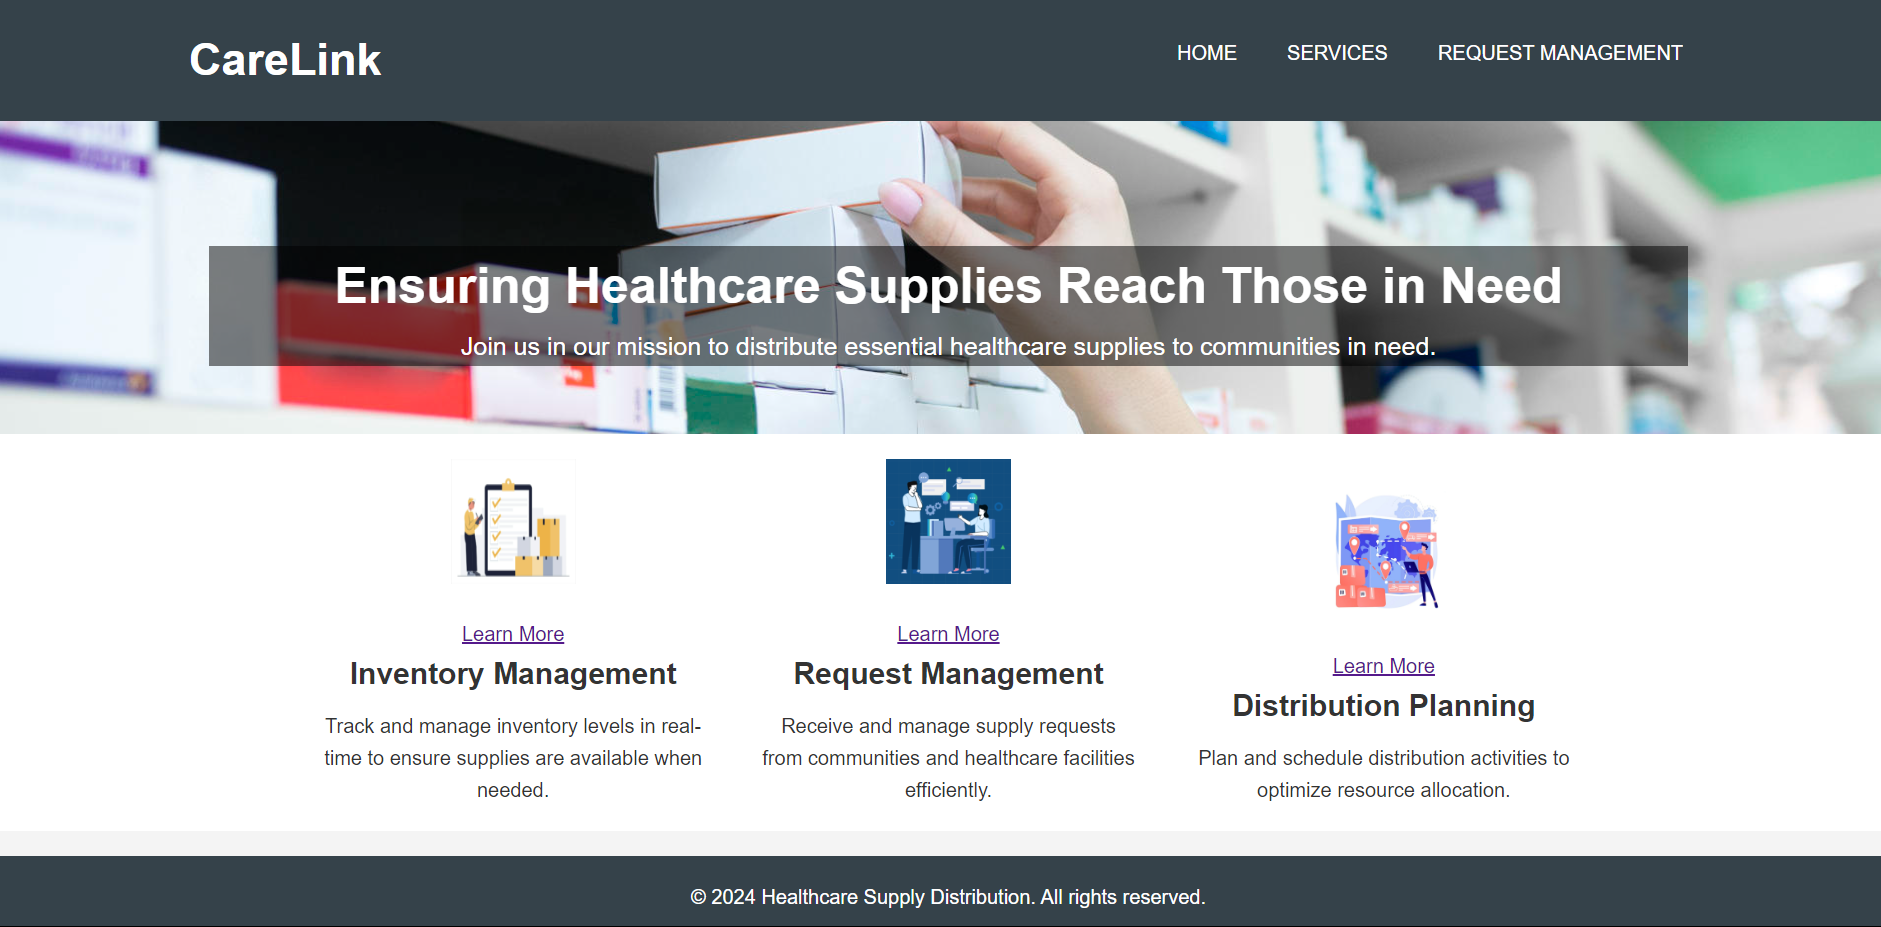 CareLink
HOME SERVICES REQUEST MANAGEMENT
Ensuring Healthcare Supplies Reach Those in Need
Join us in our mission to distribute essential healthcare supplies to communities in need.
Learn More
Inventory Management
Track and manage inventory levels in real-
time to ensure supplies are available when
needed.
Learn More
Request Management
Receive and manage supply requests
from communities and healthcare facilities
efficiently.
Learn More
Distribution Planning
Plan and schedule distribution activities to
optimize resource allocation.
© 2024 Healthcare Supply Distribution. All rights reserved.